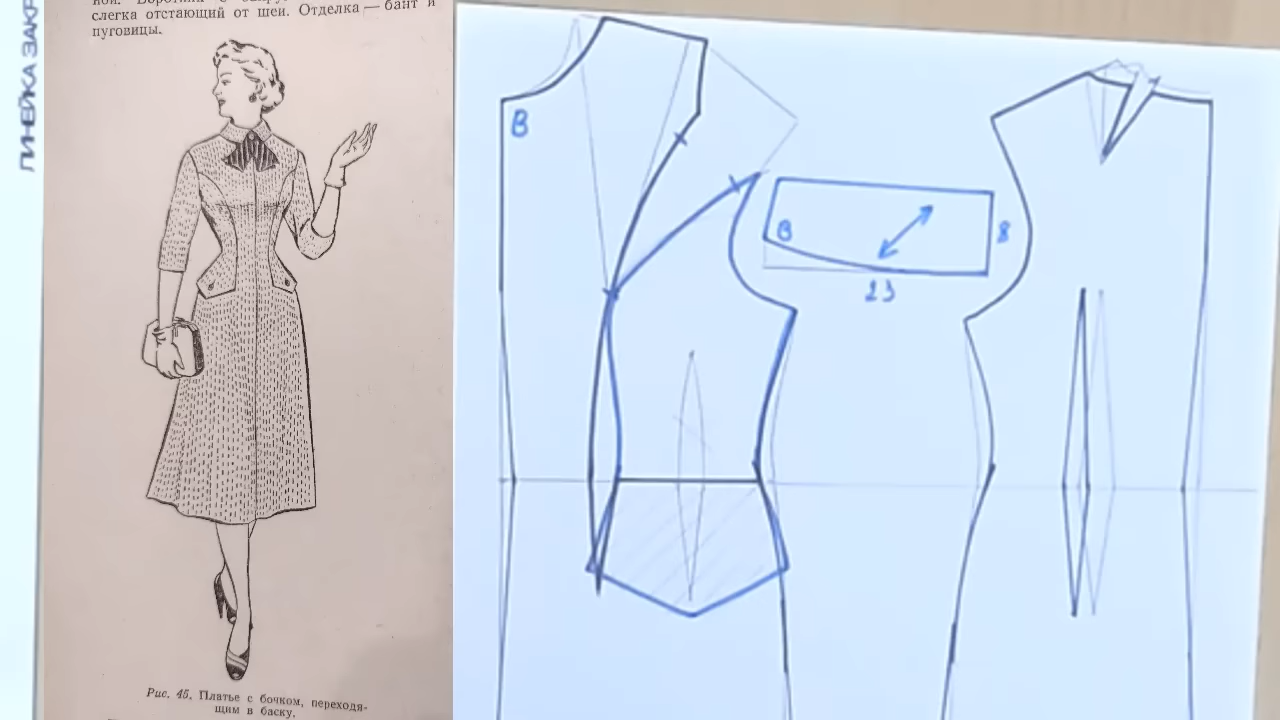 ЛИНЕЙКА ЗАКР
слегка отстающий от шеи. Отделка — бант и
пуговицы.
В
В
8
23
Рис. 45. Платье с бочком, переходя-
щим в баску.